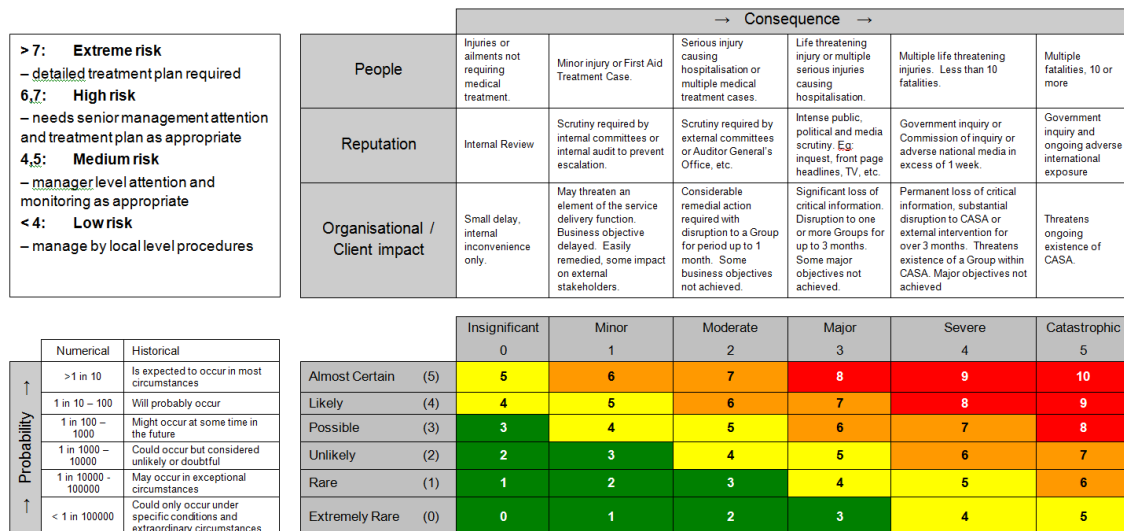 > 7: Extreme risk
– detailed treatment plan required
6,7: High risk
– needs senior management attention
and treatment plan as appropriate
4,5: Medium risk
– manager level attention and
monitoring as appropriate
< 4: Low risk
– manage by local level procedures
→ Consequence →
People
Injuries or
ailments not
requiring
medical
treatment.
Minor injury or First Aid
Treatment Case.
Serious injury
causing
hospitalisation or
multiple medical
treatment cases.
Life threatening
injury or multiple
serious injuries
causing
hospitalisation.
Multiple life threatening
injuries. Less than 10
fatalities.
Multiple
fatalities, 10 or
more
Reputation
Internal Review
Scrutiny required by
internal committees or
internal audit to prevent
escalation.
Scrutiny required by
external committees
or Auditor General's
Office, etc.
Intense public,
political and media
scrutiny. Eg:
inquest, front page
headlines, TV, etc.
Government inquiry or
Commission of inquiry or
adverse national media in
excess of 1 week.
Government
inquiry and
ongoing adverse
international
exposure
Organisational /
Client impact
Small delay,
internal
inconvenience
only.
May threaten an
element of the service
delivery function.
Business objective
delayed. Easily
remedied, some impact
on external
stakeholders.
Considerable
remedial action
required with
disruption to a Group
for period up to 1
month. Some
business objectives
not achieved.
Significant loss of
critical information.
Disruption to one
or more Groups for
up to 3 months.
Some major
objectives not
achieved.
Permanent loss of critical
information, substantial
disruption to CASA or
external intervention for
over 3 months. Threatens
existence of a Group within
CASA. Major objectives not
achieved
Threatens
ongoing
existence of
CASA.
→ Probability →
Numerical Historical
>1 in 10 Is expected to occur in most
circumstances
1 in 10 – 100 Will probably occur
1 in 100 –
1000
Might occur at some time in
the future
1 in 1000 –
10000
Could occur but considered
unlikely or doubtful
1 in 10000 -
100000
May occur in exceptional
circumstances
< 1 in 100000
Could only occur under
specific conditions and
extraordinary circumstances
Insignificant Minor Moderate Major Severe Catastrophic
0 1 2 3 4 5
Almost Certain (5) 5 6 7 8 9 10
Likely (4) 4 5 6 7 8 9
Possible (3) 3 4 5 6 7 8
Unlikely (2) 2 3 4 5 6 7
Rare (1) 1 2 3 4 5 6
Extremely Rare (0) 0 1 2 3 4 5